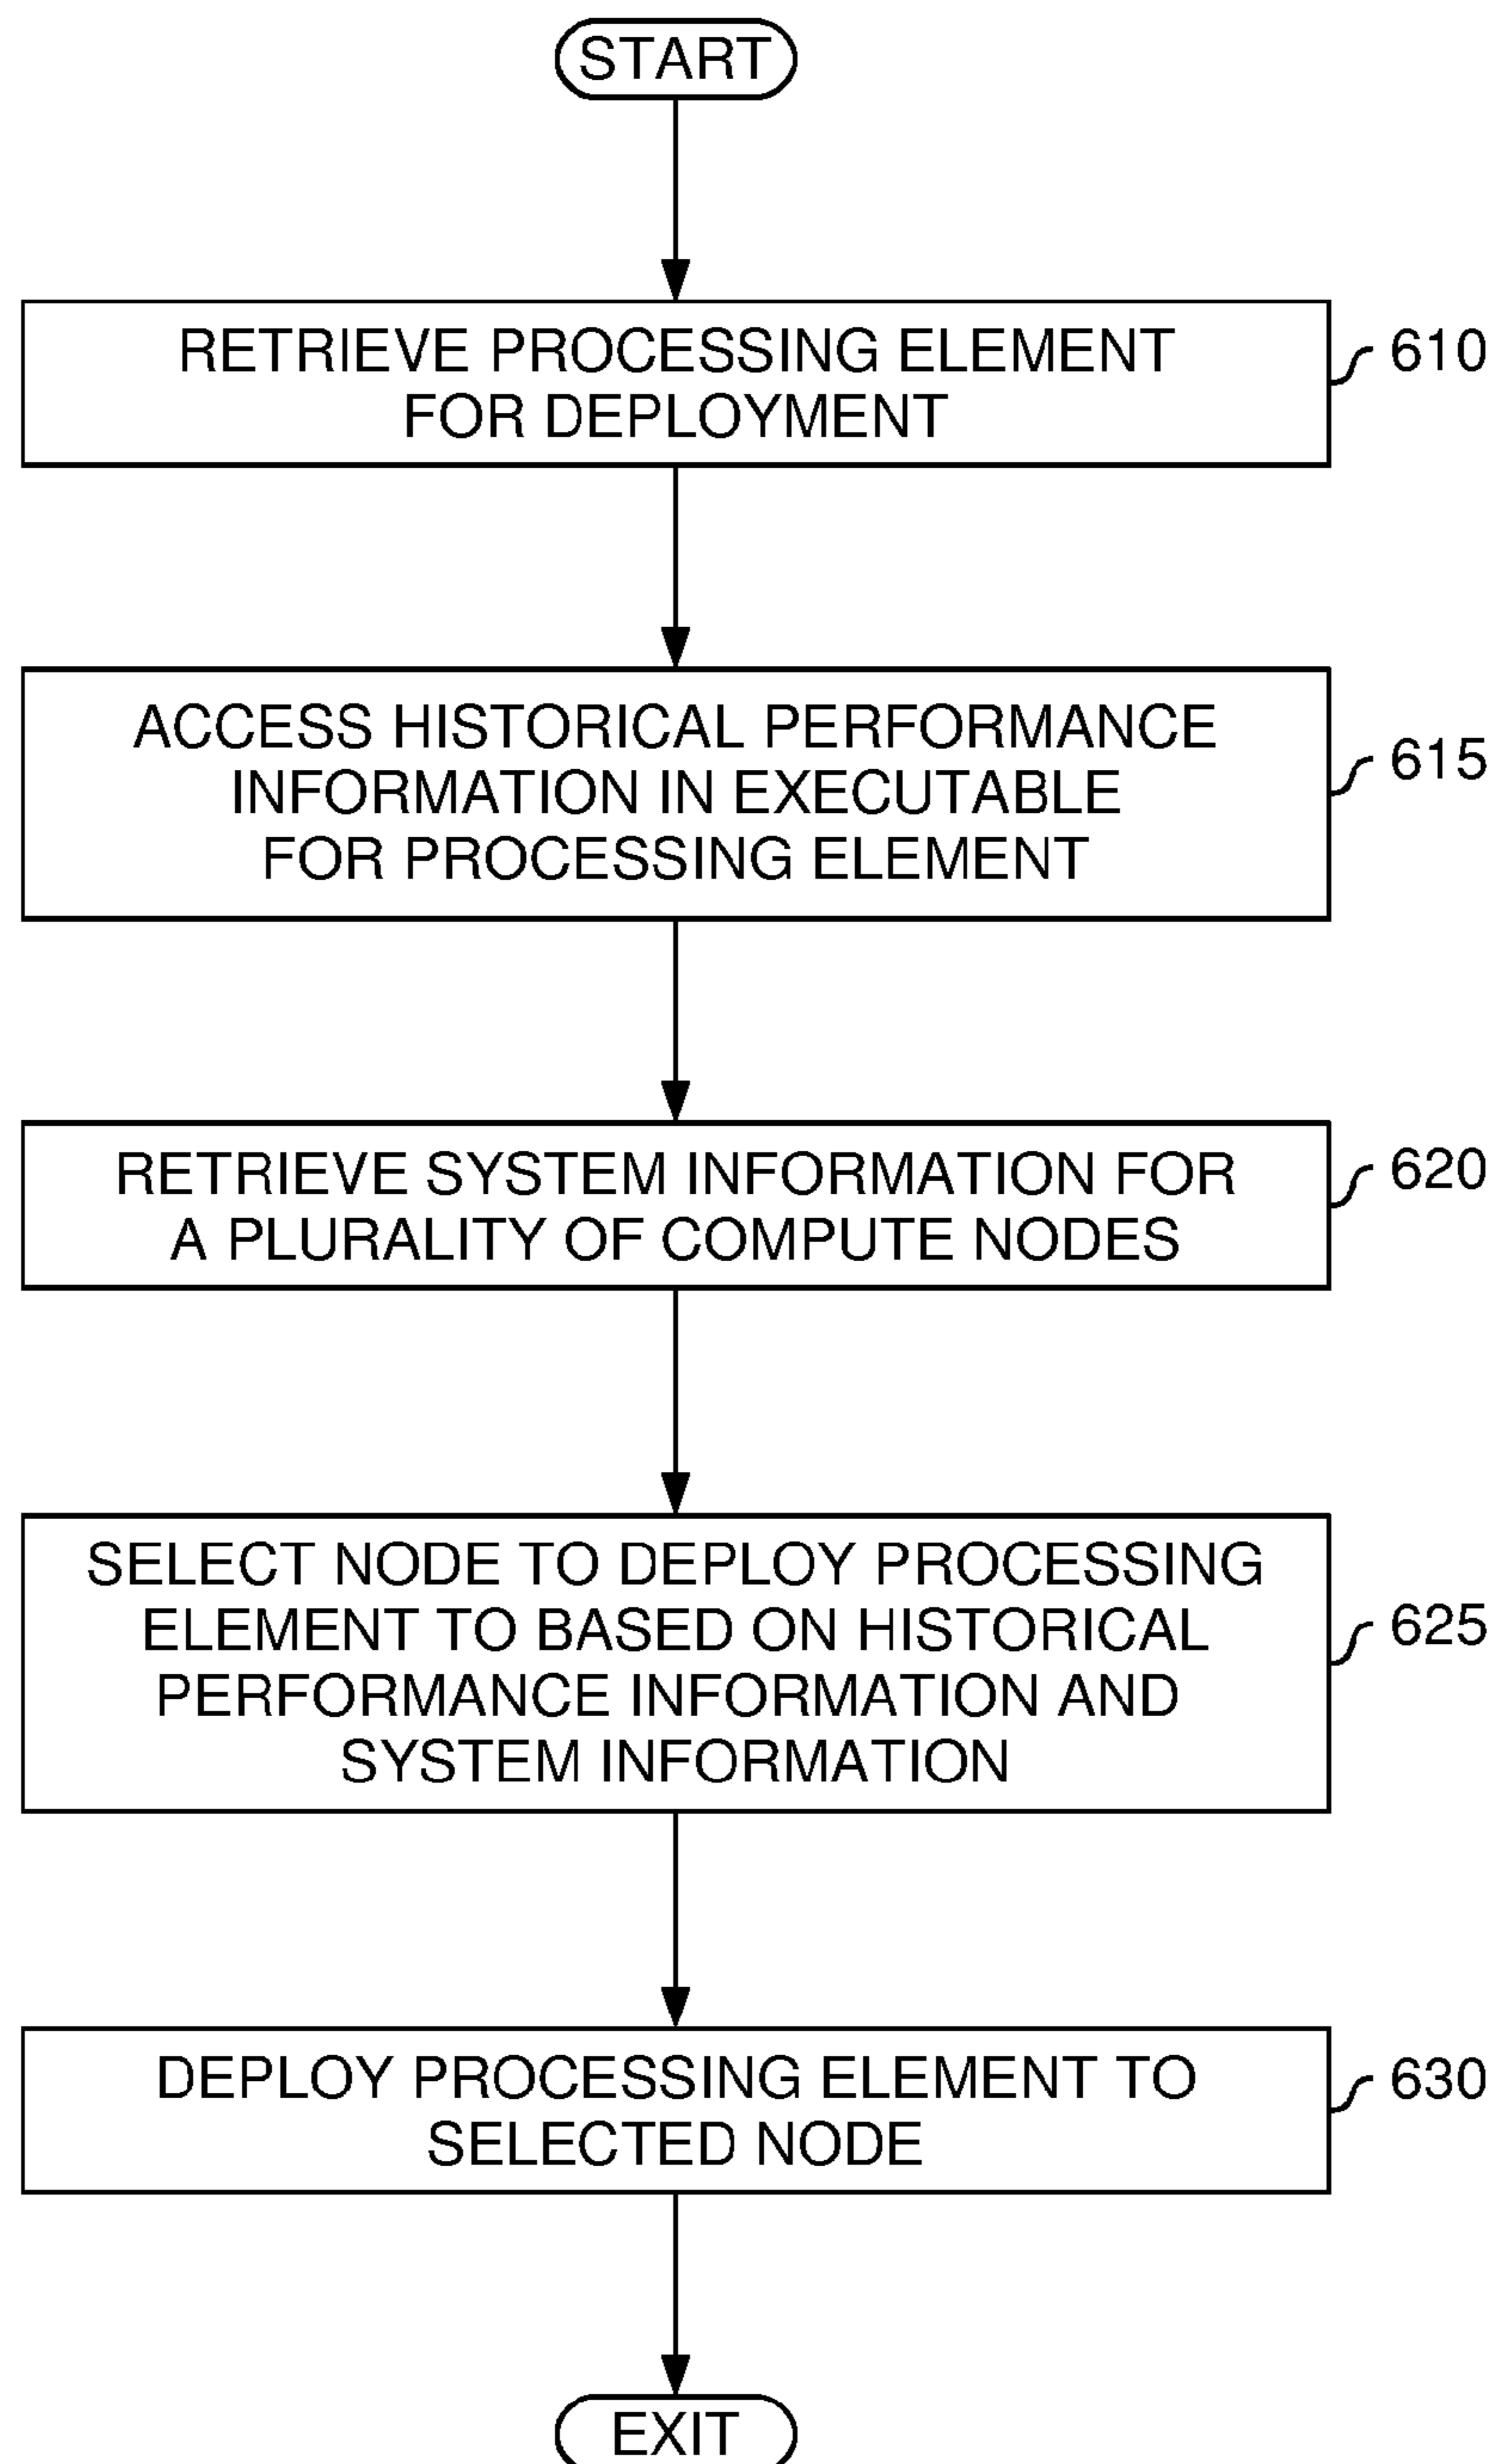 START
RETRIEVE PROCESSING ELEMENT
FOR DEPLOYMENT
610
ACCESS HISTORICAL PERFORMANCE
INFORMATION IN EXECUTABLE
FOR PROCESSING ELEMENT
615
RETRIEVE SYSTEM INFORMATION FOR
A PLURALITY OF COMPUTE NODES
620
SELECT NODE TO DEPLOY PROCESSING
ELEMENT TO BASED ON HISTORICAL
PERFORMANCE INFORMATION AND
SYSTEM INFORMATION
625
DEPLOY PROCESSING ELEMENT TO
SELECTED NODE
630
EXIT